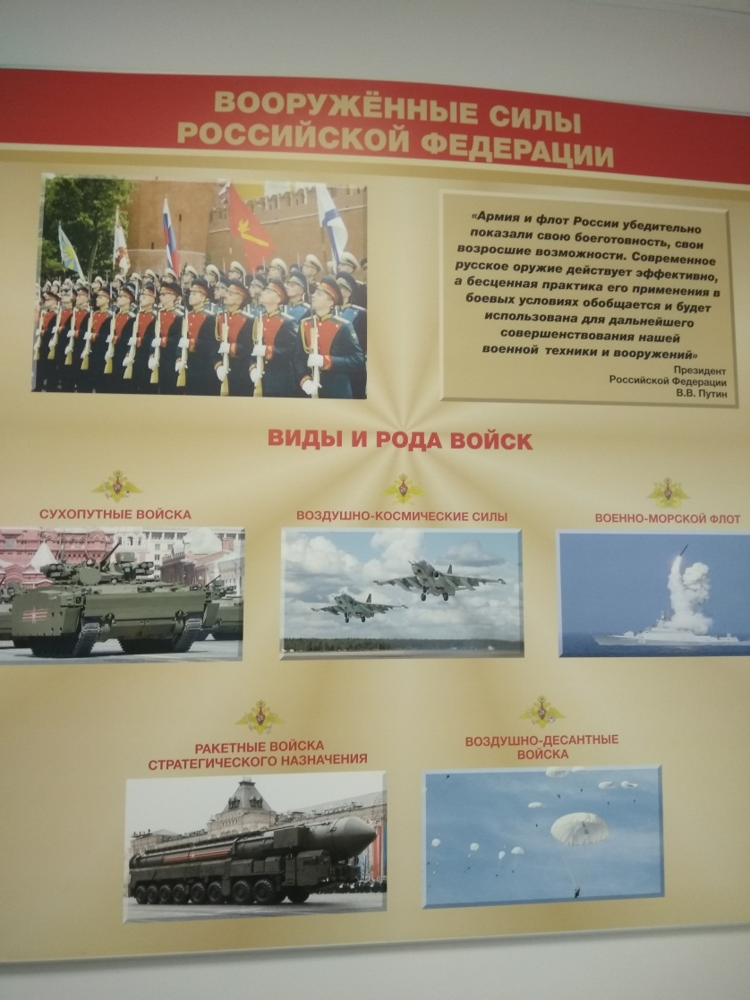 ВООРУЖЁННЫЕ СИЛЫ
РОССИЙСКОЙ ФЕДЕРАЦИИ
«Армия и флот России убедительно
показали свою боеготовность, свои
возросшие возможности. Современное
русское оружие действует эффективно,
а бесценная практика его применения в
боевых условиях обобщается и будет
использована для дальнейшего
совершенствования нашей
военной техники и вооружений»
Президент
Российской Федерации
В.В. Путин
ВИДЫ И РОДА ВОЙСК
СУХОПУТНЫЕ ВОЙСКА
ВОЗДУШНО-КОСМИЧЕСКИЕ СИЛЫ
ВОЕННО-МОРСКОЙ ФЛОТ
РАКЕТНЫЕ ВОЙСКА
СТРАТЕГИЧЕСКОГО НАЗНАЧЕНИЯ
ВОЗДУШНО-ДЕСАНТНЫЕ
ВОЙСКА